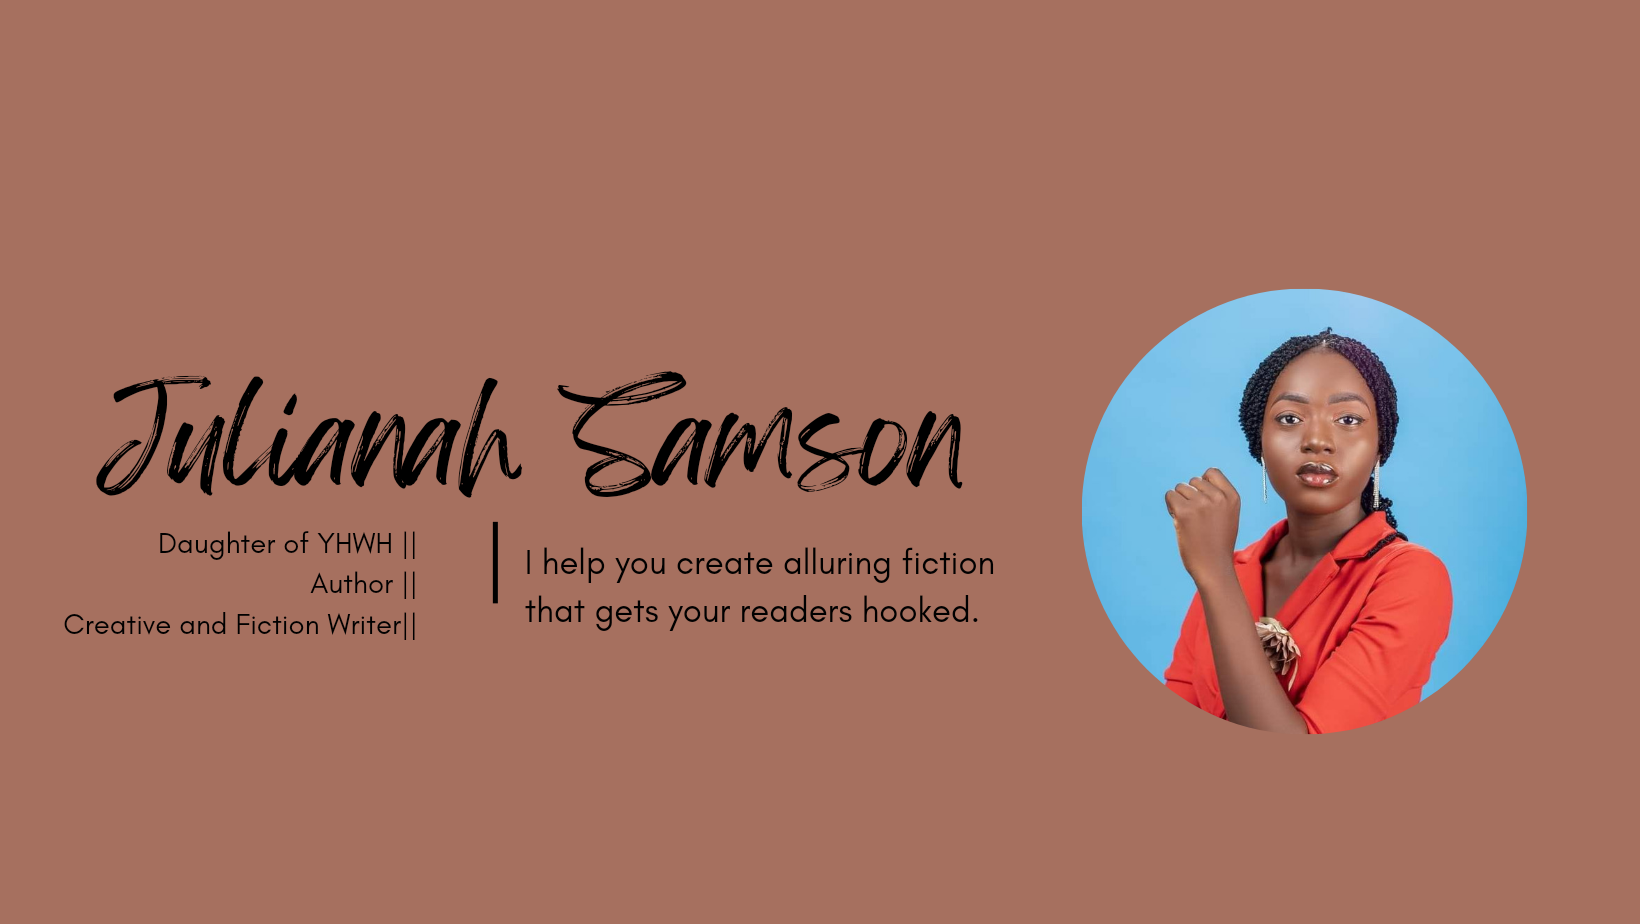 Julianah Samson
Daughter of YHWH ||
Author ||
Creative and Fiction Writer||
I help you create alluring fiction
that gets your readers hooked.